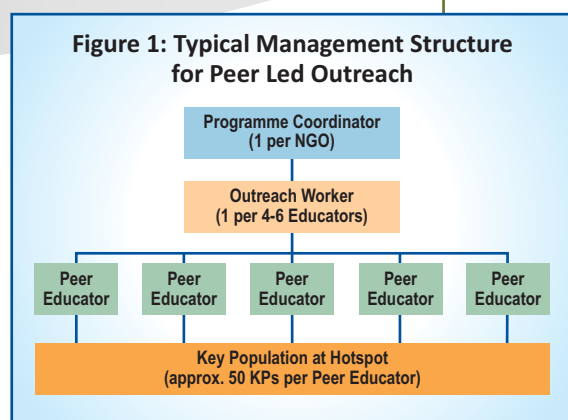 Figure 1: Typical Management Structure
for Peer Led Outreach
Programme Coordinator
(1 per NGO)
Outreach Worker
(1 per 4-6 Educators)
Peer
Educator
Peer
Educator
Peer
Educator
Peer
Educator
Peer
Educator
Key Population at Hotspot
(approx. 50 KPs per Peer Educator)